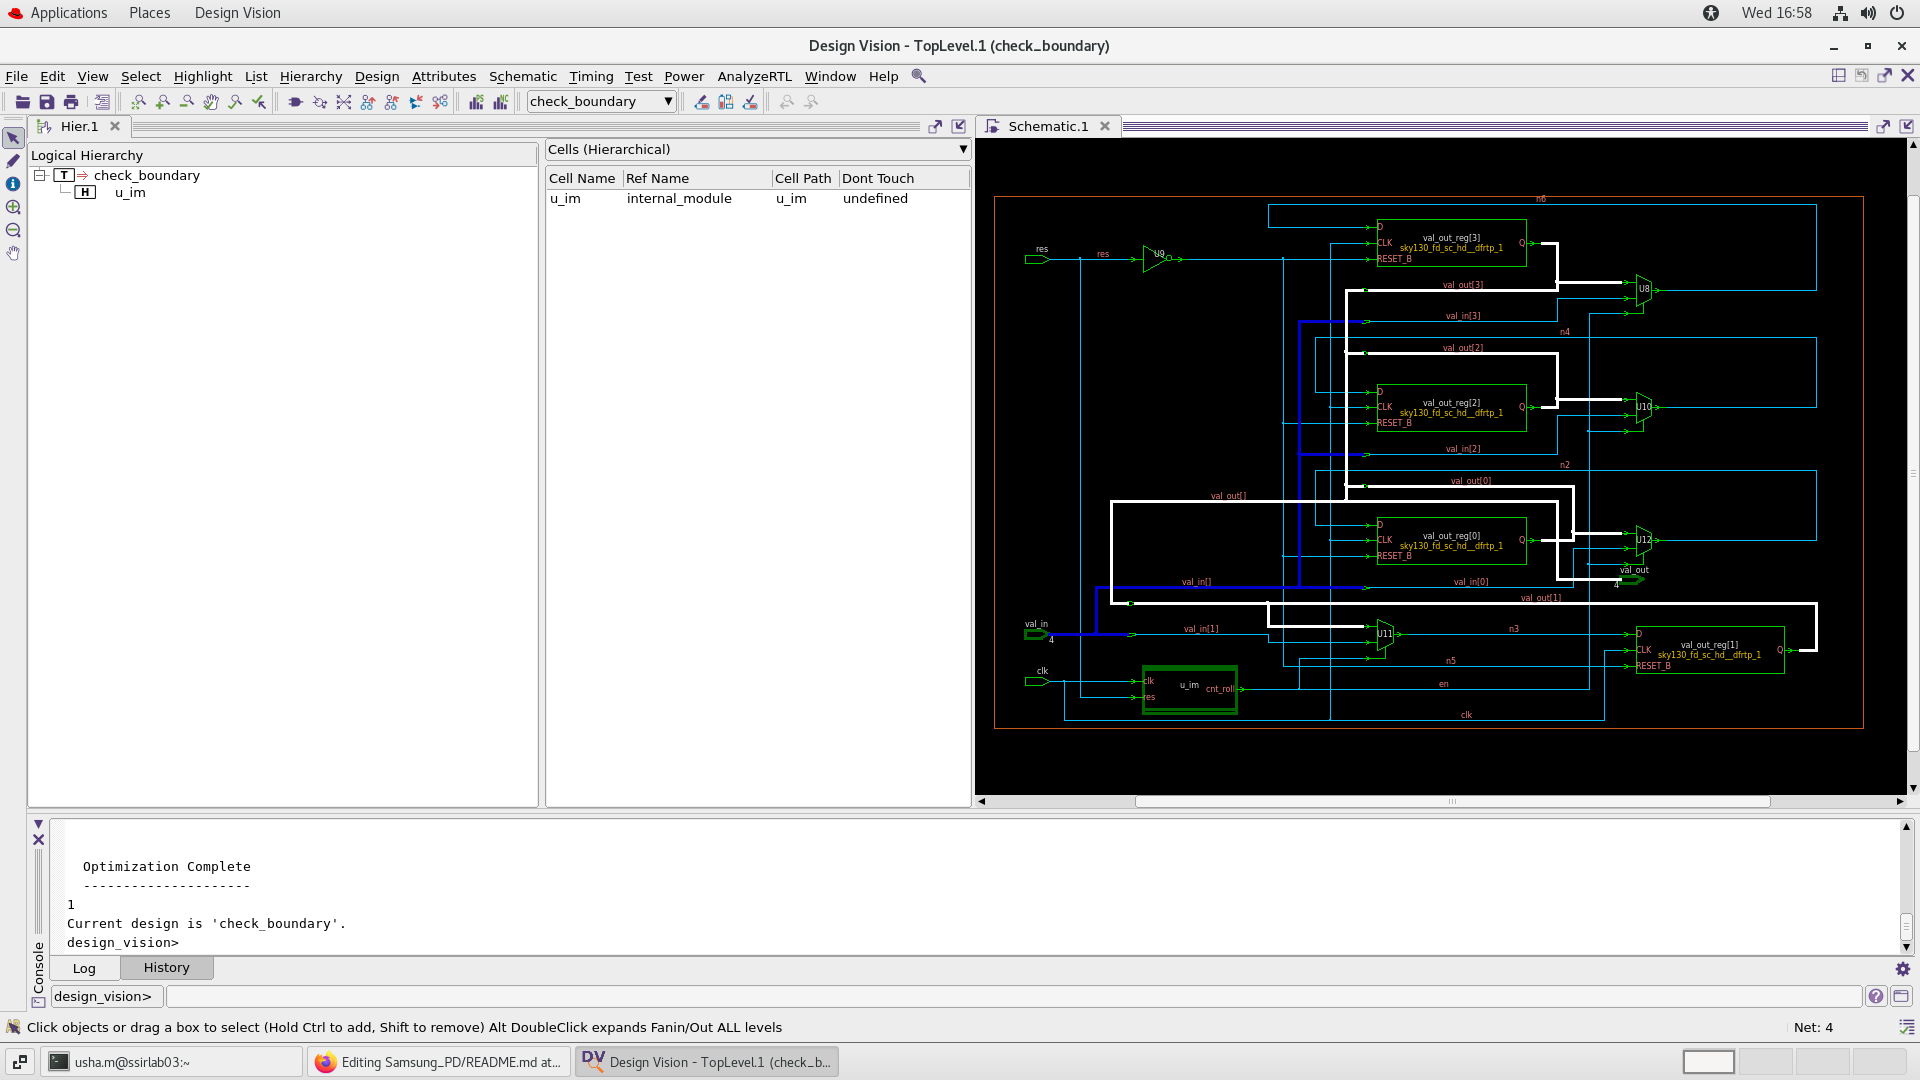 Applications Places Design Vision Wed 16:58
Design Vision - TopLevel.1 (check_boundary)
File Edit View Select Highlight List Hierarchy Design Attributes Schematic Timing Test Power AnalyzeRTL Window Help
check_boundary
Hier.1
Schematic.1
Logical Hierarchy
T check_boundary
H u_im
Cells (Hierarchical)
Cell Name Ref Name Cell Path Dont Touch
u_im internal_module u_im undefined
n6
D
val_out_reg[3]
CLK Q
sky130_fd_sc_hd__dfrtp_1
res
res
U9
RESET_B
val_out[3]
U8
val_in[3]
n4
val_out[2]
D
val_out_reg[2]
CLK Q
sky130_fd_sc_hd__dfrtp_1
U10
RESET_B
val_in[2]
n2
val_out[0]
val_out[]
D
val_out_reg[0]
CLK Q
sky130_fd_sc_hd__dfrtp_1
U12
RESET_B
val_out
4
val_in[]
val_in[0]
val_out[1]
val_in
4
val_in[1]
U11
n3
D
val_out_reg[1]
CLK Q
sky130_fd_sc_hd__dfrtp_1
RESET_B
n5
clk
clk
u_im
cnt_roll
res
en
clk
Optimization Complete
---------------------
1
Current design is 'check_boundary'.
design_vision>
Console
Log History
design_vision>
Click objects or drag a box to select (Hold Ctrl to add, Shift to remove) Alt DoubleClick expands Fanin/Out ALL levels
Net: 4
usha.m@ssirlab03:~
Editing Samsung_PD/README.md at...
DV Design Vision - TopLevel.1 (check_b...